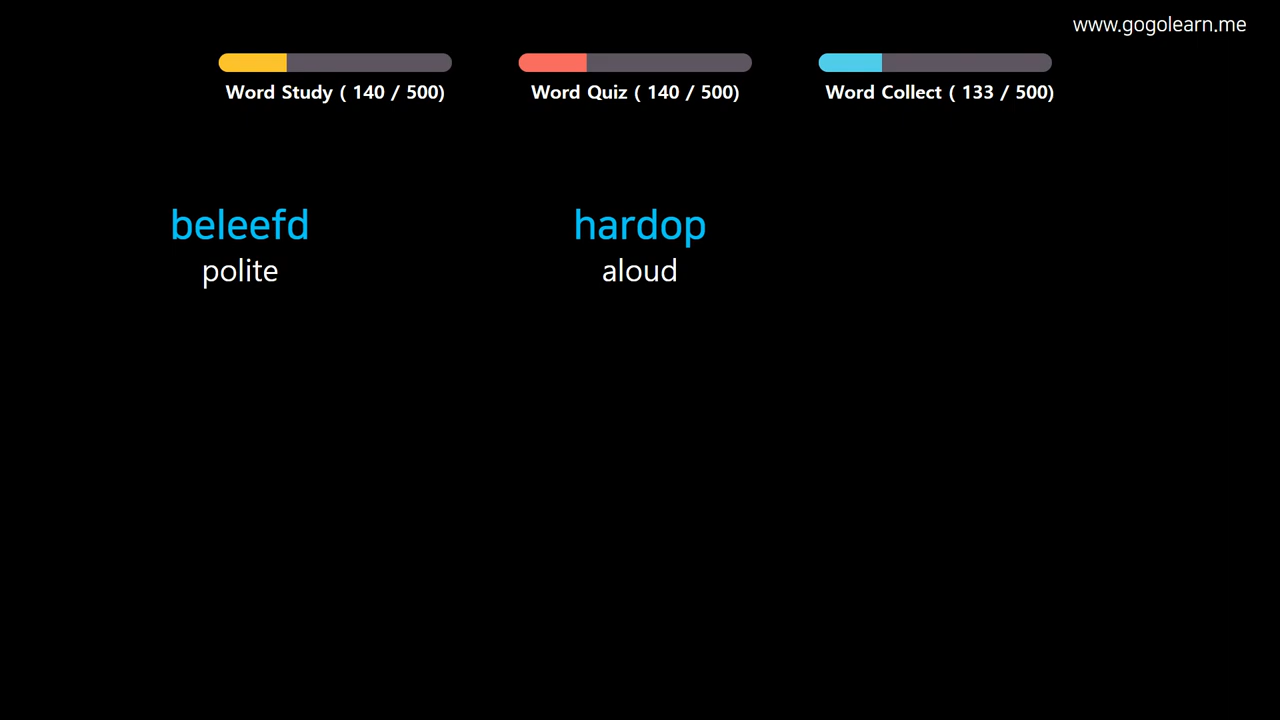 www.gogolearn.me
Word Study ( 140 / 500)
Word Quiz ( 140 / 500)
Word Collect ( 133 / 500)
beleefd
polite
hardop
aloud